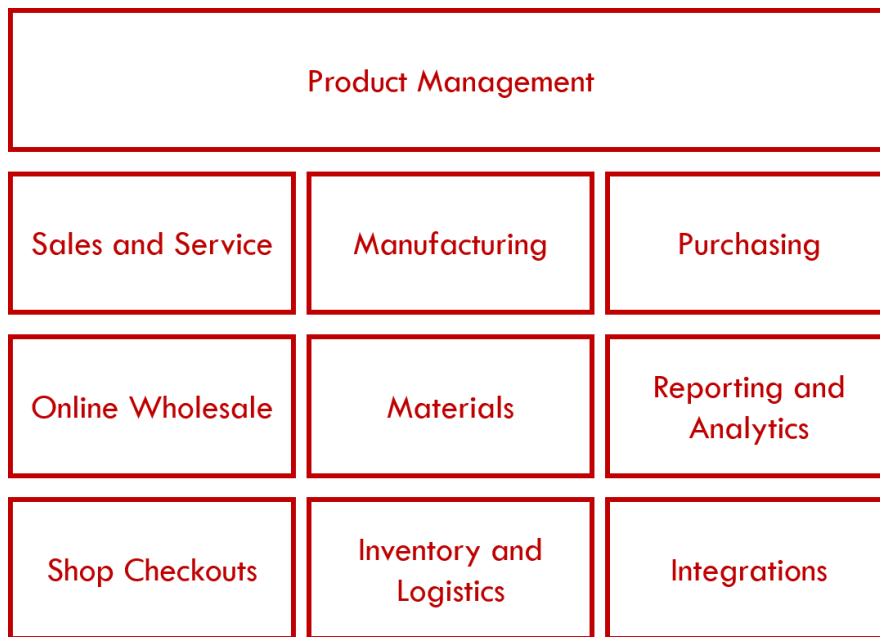 Product Management
Sales and Service
Manufacturing
Purchasing
Online Wholesale
Materials
Reporting and
Analytics
Shop Checkouts
Inventory and
Logistics
Integrations